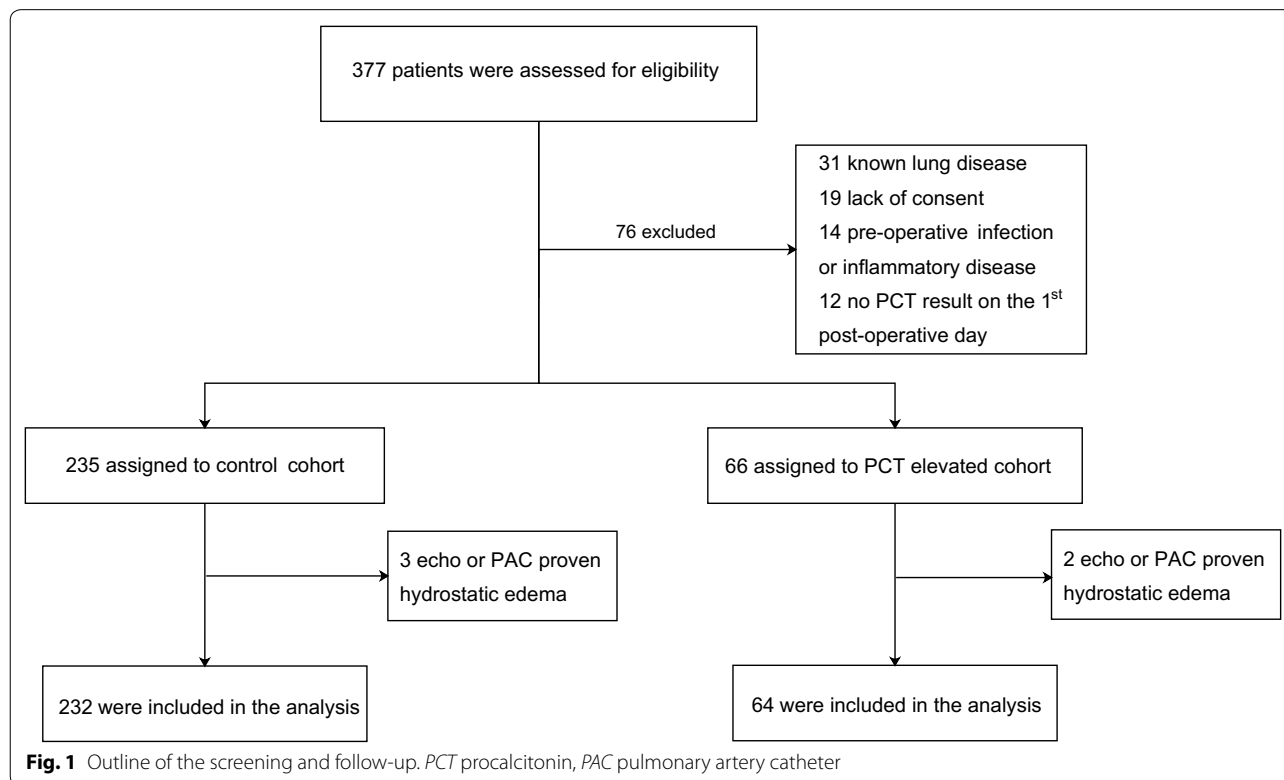 377 patients were assessed for eligibility
31 known lung disease
19 lack of consent
14 pre-operative infection
or inflammatory disease
12 no PCT result on the 1st
post-operative day
76 excluded
235 assigned to control cohort
66 assigned to PCT elevated cohort
3 echo or PAC proven
hydrostatic edema
2 echo or PAC proven
hydrostatic edema
232 were included in the analysis
64 were included in the analysis
Fig. 1 Outline of the screening and follow-up. PCT procalcitonin, PAC pulmonary artery catheter